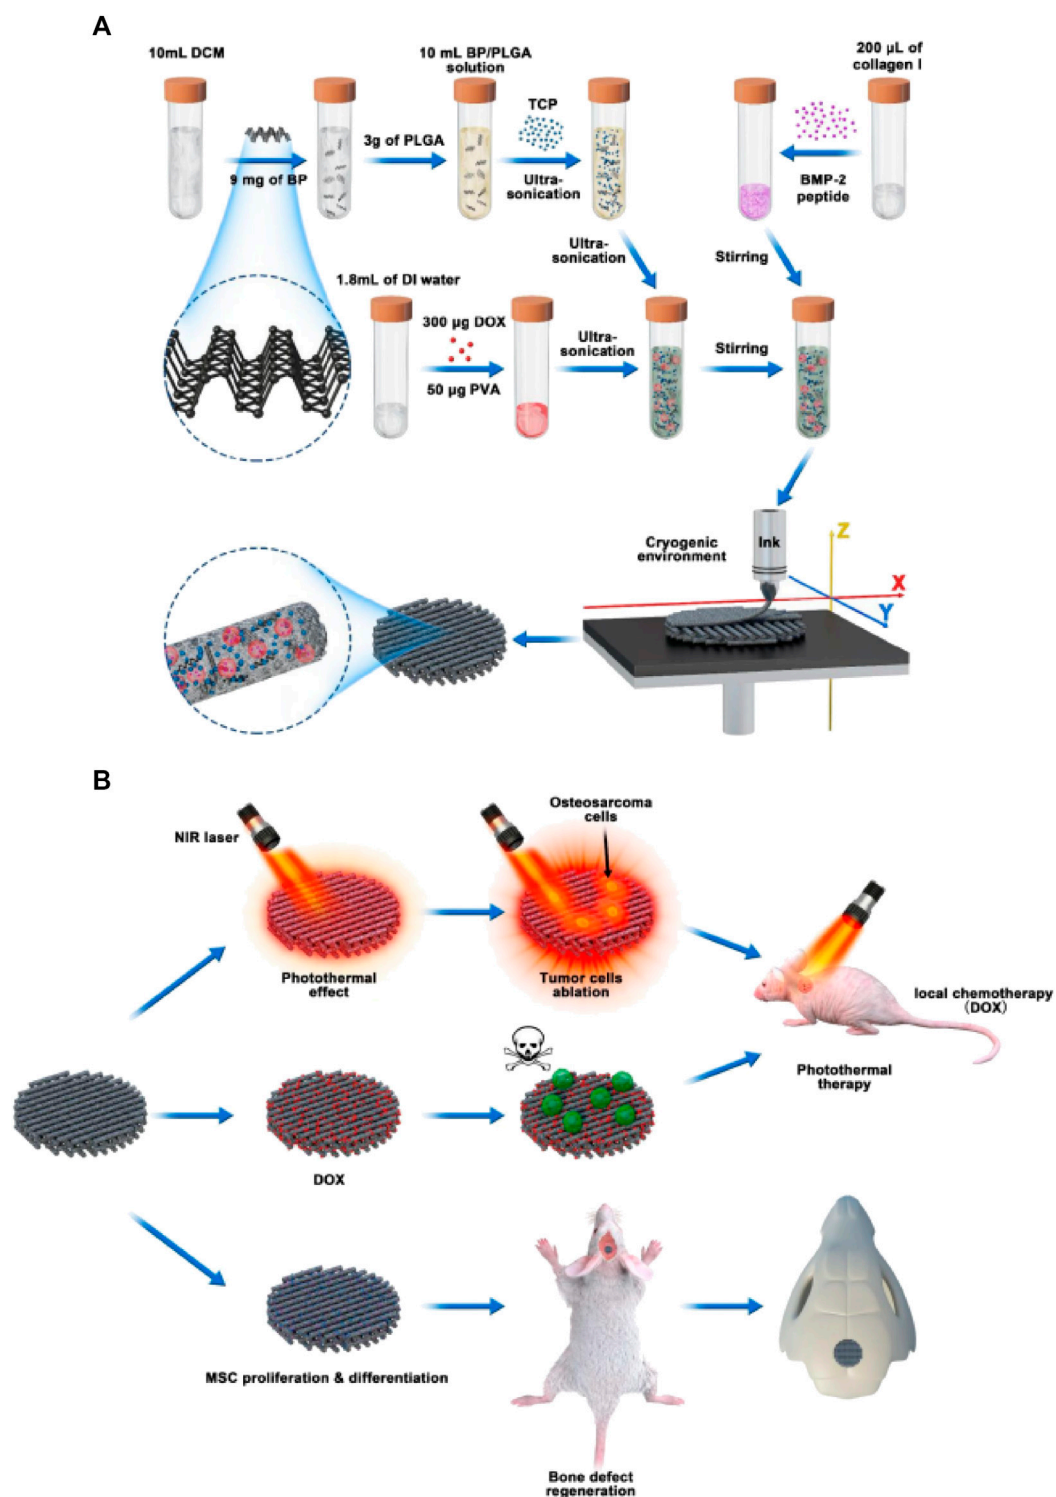 A
10mL DCM
10 mL BP/PLGA
solution
200 µL of
collagen I
TCP
3g of PLGA
9 mg of BP
Ultra-
sonication
BMP-2
peptide
Ultra-
sonication
Stirring
1.8mL of DI water
300 µg DOX
50 µg PVA
Ultra-
sonication
Stirring
Cryogenic
environment
Ink
Z
X
Y
B
Osteosarcoma
cells
NIR laser
Photothermal
effect
Tumor cells
ablation
local chemotherapy
(DOX)
Photothermal
therapy
DOX
MSC proliferation & differentiation
Bone defect
regeneration